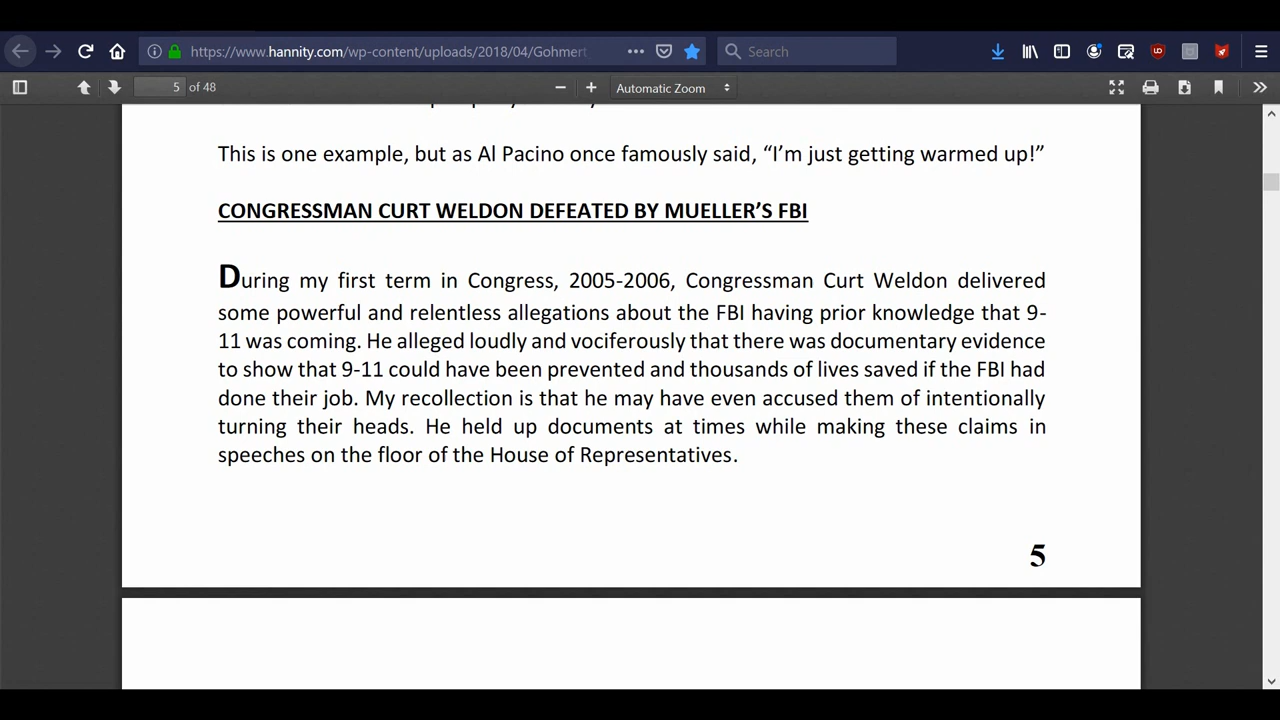 https://www.hannity.com/wp-content/uploads/2018/04/Gohmert
Search
5 of 48
Automatic Zoom
This is one example, but as Al Pacino once famously said, “I’m just getting warmed up!”
CONGRESSMAN CURT WELDON DEFEATED BY MUELLER’S FBI
During my first term in Congress, 2005-2006, Congressman Curt Weldon delivered
some powerful and relentless allegations about the FBI having prior knowledge that 9-
11 was coming. He alleged loudly and vociferously that there was documentary evidence
to show that 9-11 could have been prevented and thousands of lives saved if the FBI had
done their job. My recollection is that he may have even accused them of intentionally
turning their heads. He held up documents at times while making these claims in
speeches on the floor of the House of Representatives.
5